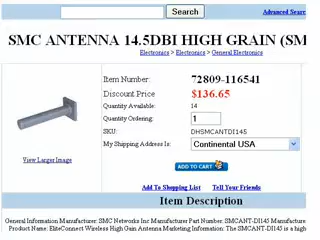 Search
Advanced Sear
SMC ANTENNA 14.5DBI HIGH GRAIN (SM
Electronics > Electronics > General Electronics
Item Number: 72809-116541
Discount Price $136.65
Quantity Available: 14
Quantity Ordering: 1
SKU: DHSMCANTDI145
My Shipping Address Is: Continental USA
View Larger Image
ADD TO CART
Add To Shopping List Tell Your Friend
Item Description
General Information Manufacturer: SMC Networks Inc Manufacturer Part Number: SMCANT-DI145 Manufacture
Product Name: EliteConnect Wireless High Gain Antenna Marketing Information: The SMCANT-DI145 is a high